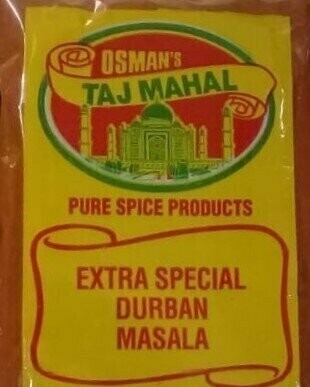 OSMAN'S
TAJ MAHAL
PURE SPICE PRODUCTS
EXTRA SPECIAL
DURBAN
MASALA